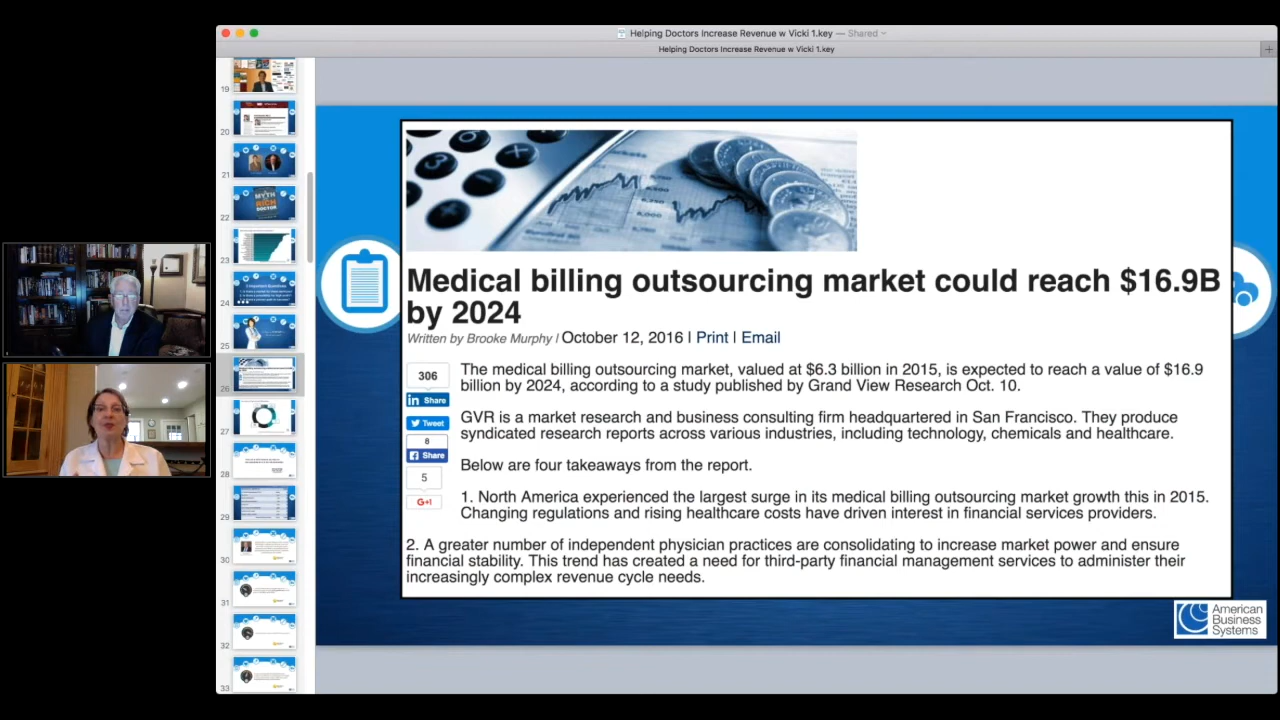 Helping Doctors Increase Revenue w Vicki 1.key — Shared
Helping Doctors Increase Revenue w Vicki 1.key
+
19
20
21
22
MYTH
RICH
DOCTOR
23
24
25
26
27
28
29
30
31
32
33
Medical billing outsourcing market could reach $16.9B
by 2024
Written by Brooke Murphy | October 12, 2016 | Print | Email
306
The medical billing outsourcing market, valued at $6.3 billion in 2015, is expected to reach a value of $16.9
billion by 2024, according to a study published by Grand View Research Oct. 10.
in Share
Tweet
GVR is a market research and business consulting firm headquartered in San Francisco. They produce
syndicated research reports across various industries, including technology, chemicals and healthcare.
8
Share
Below are four takeaways from the report.
5
G+1
1. North America experienced the largest surge in its medical billing outsourcing market growth this in 2015.
Change regulations and rising healthcare costs have driven interest in financial services providers.
2. A greater number of independent physician practices are consolidating to increase market power and ensure
financial stability. This trend has created a need for third-party financial management services to administer their
increasingly complex revenue cycle needs.
American
Business
Systems